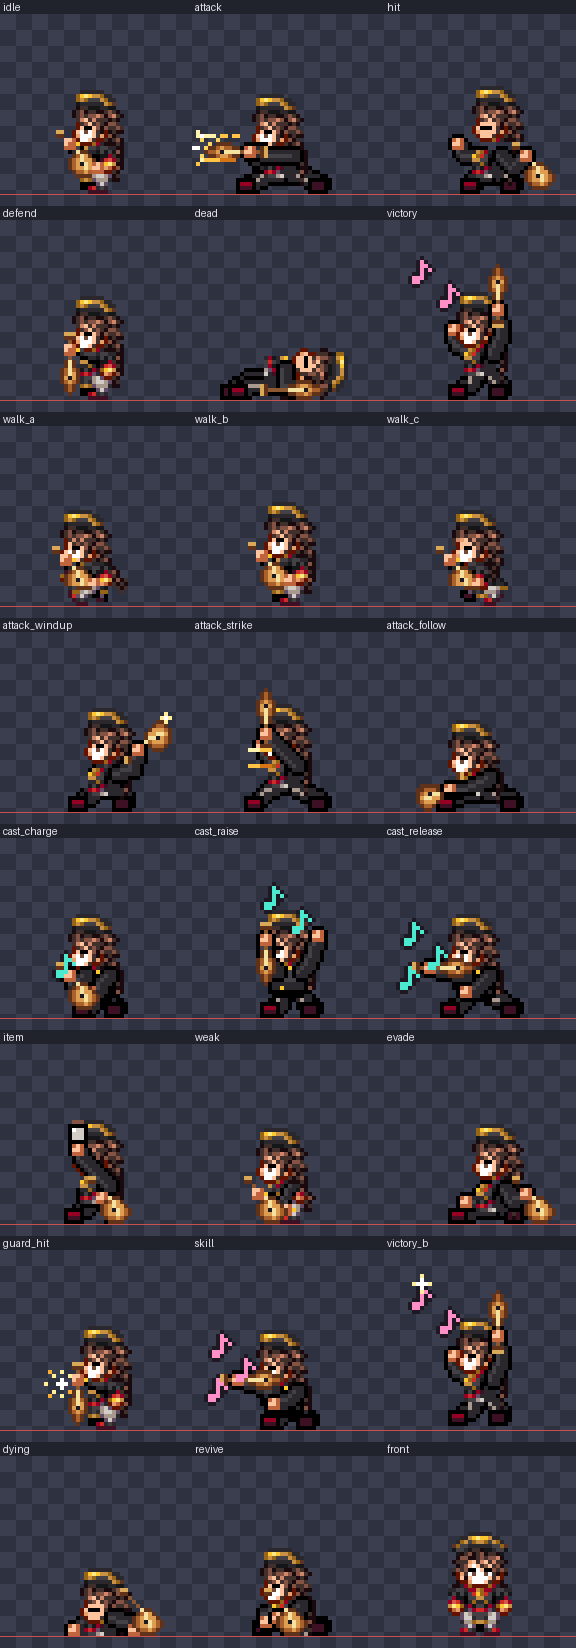 idle attack hit
defend dead victory
walk_a walk_b walk_c
attack_windup attack_strike attack_follow
cast_charge cast_raise cast_release
item weak evade
guard_hit skill victory_b
dying revive front